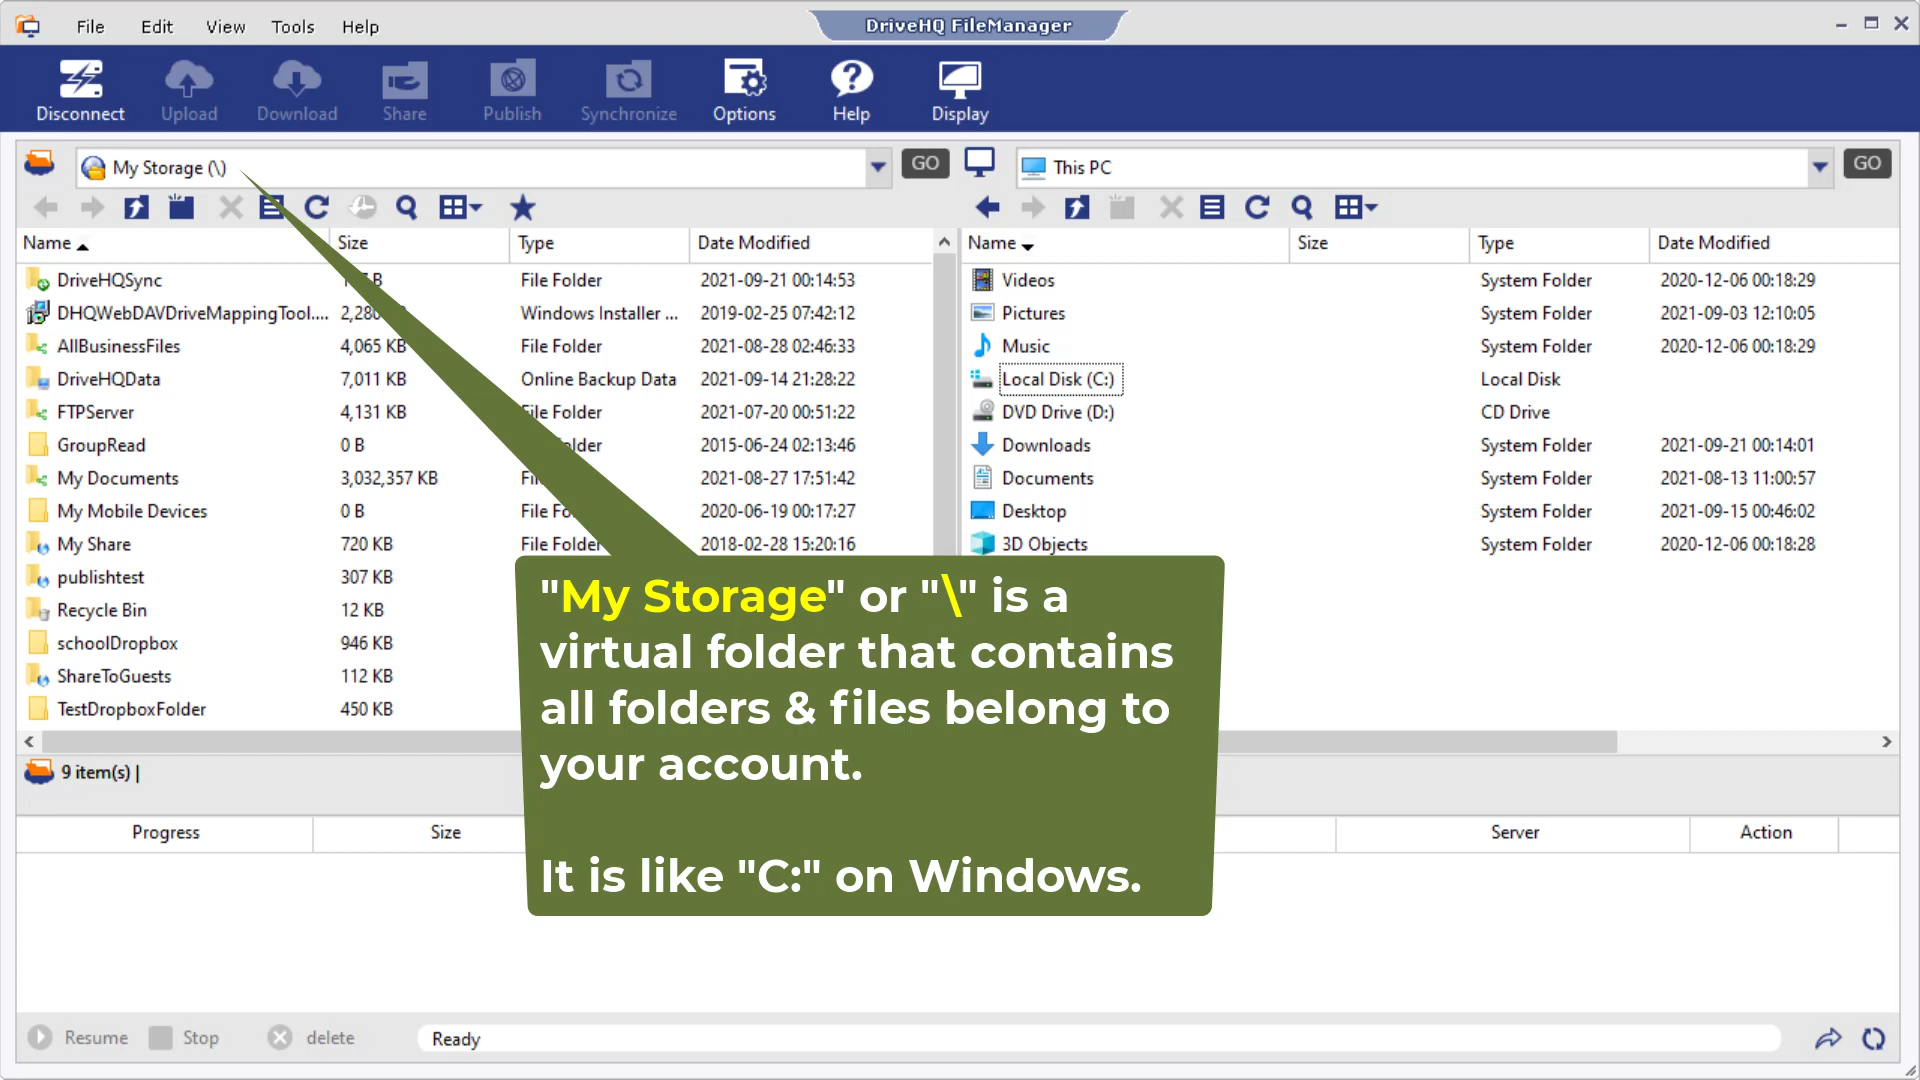 File Edit View Tools Help DriveHQ FileManager
Disconnect Upload Download Share Publish Synchronize Options Help Display
My Storage (\) GO This PC GO
Name Size Type Date Modified Name Size Type Date Modified
DriveHQSync B File Folder 2021-09-21 00:14:53 Videos System Folder 2020-12-06 00:18:29
DHQWebDAVDriveMappingTool.... Windows Installer ... 2019-02-25 07:42:12 Pictures System Folder 2021-09-03 12:10:05
AllBusinessFiles 4,065 KB File Folder 2021-08-28 02:46:33 Music System Folder 2020-12-06 00:18:29
DriveHQData 7,011 KB Online Backup Data 2021-09-14 21:28:22 Local Disk (C:) Local Disk
FTPServer 4,131 KB File Folder 2021-07-20 00:51:22 DVD Drive (D:) CD Drive
GroupRead 0 B 2015-06-24 02:13:46 Downloads System Folder 2021-09-21 00:14:01
My Documents 3,032,357 KB 2021-08-27 17:51:42 Documents System Folder 2021-08-13 11:00:57
My Mobile Devices 0 B File 2020-06-19 00:17:27 Desktop System Folder 2021-09-15 00:46:02
My Share 720 KB File Folder 2018-02-28 15:20:16 3D Objects System Folder 2020-12-06 00:18:28
publishtest 307 KB
Recycle Bin 12 KB
schoolDropbox 946 KB
ShareToGuests 112 KB
TestDropboxFolder 450 KB
"My Storage" or "\" is a
virtual folder that contains
all folders & files belong to
your account.
It is like "C:" on Windows.
9 item(s) |
Progress Size Server Action
Resume Stop delete Ready